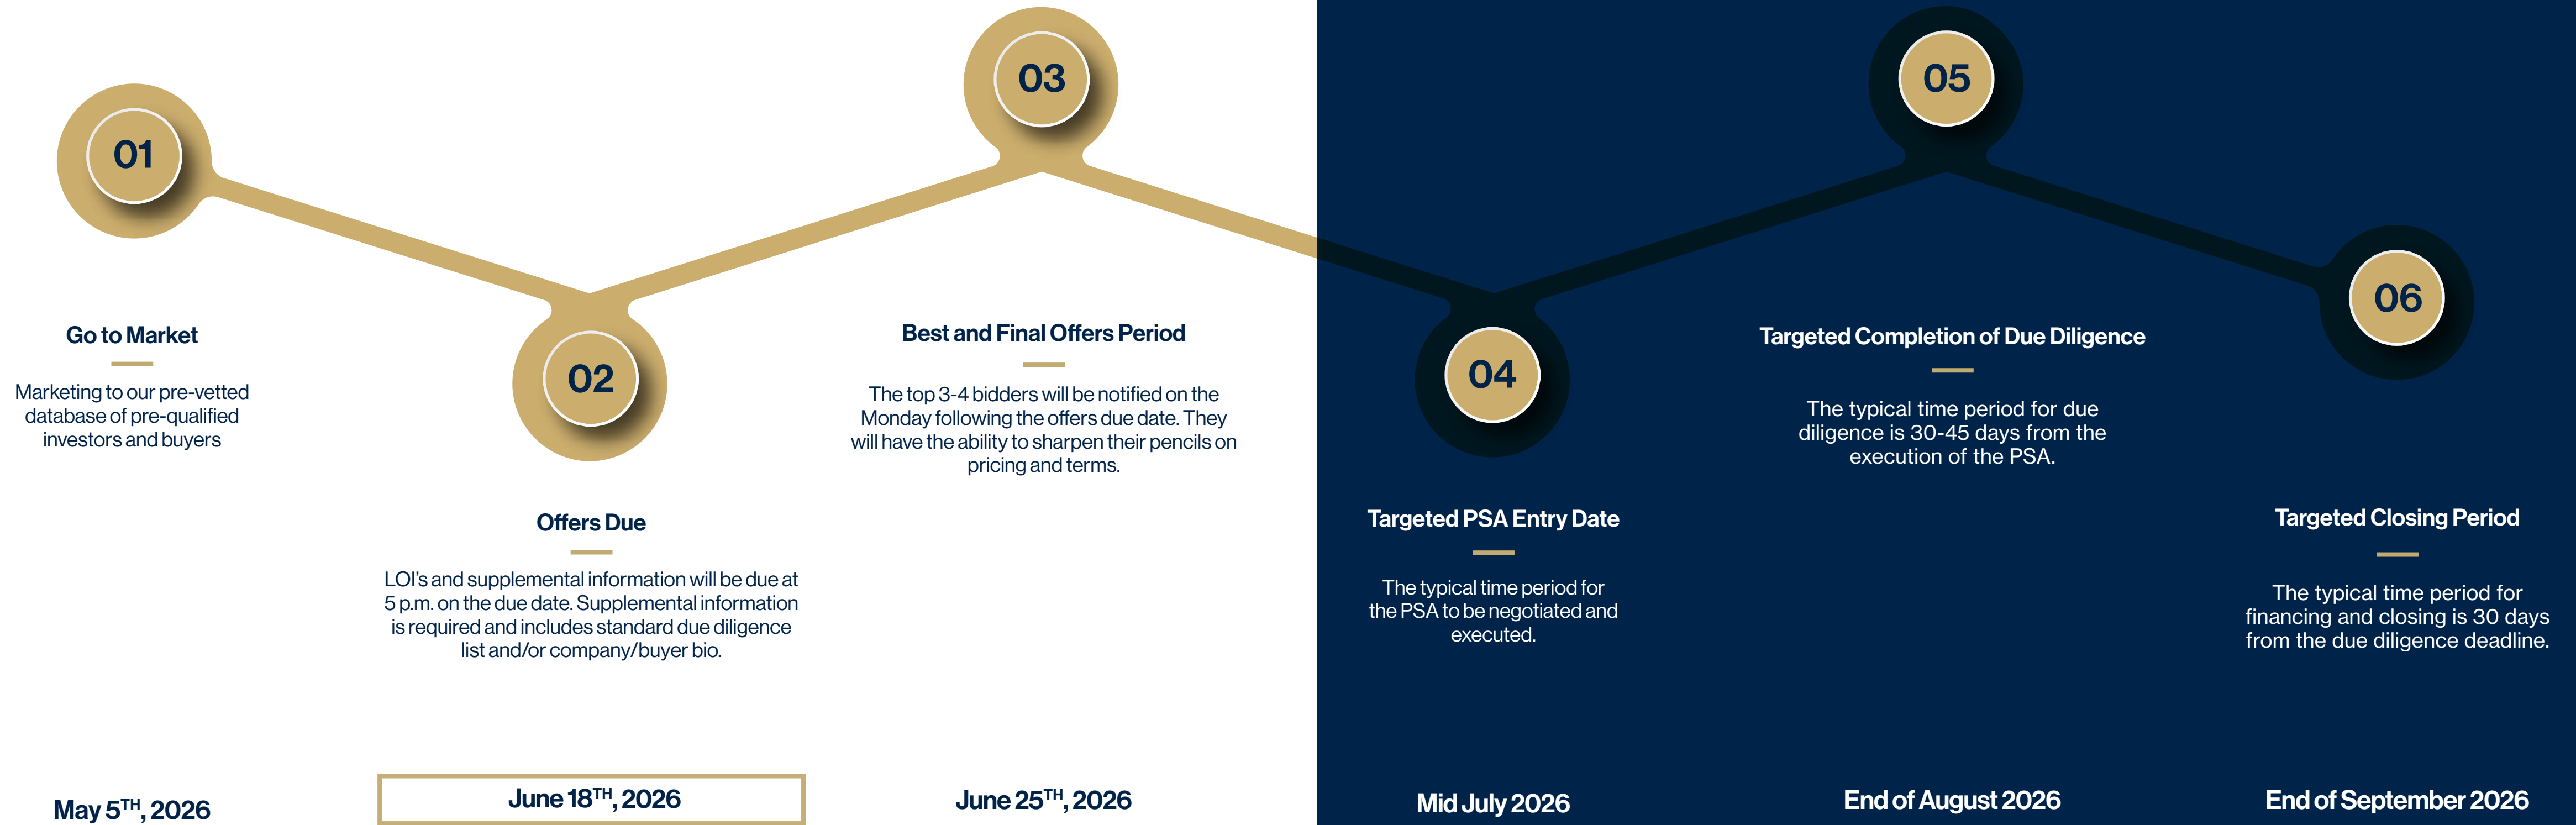 01
Go to Market
Marketing to our pre-vetted
database of pre-qualified
investors and buyers
May 5TH, 2026
02
Offers Due
LOI's and supplemental information will be due at
5 p.m. on the due date. Supplemental information
is required and includes standard due diligence
list and/or company/buyer bio.
June 18TH, 2026
03
Best and Final Offers Period
The top 3-4 bidders will be notified on the
Monday following the offers due date. They
will have the ability to sharpen their pencils on
pricing and terms.
June 25TH, 2026
04
Targeted PSA Entry Date
The typical time period for
the PSA to be negotiated and
executed.
Mid July 2026
05
Targeted Completion of Due Diligence
The typical time period for due
diligence is 30-45 days from the
execution of the PSA.
End of August 2026
06
Targeted Closing Period
The typical time period for
financing and closing is 30 days
from the due diligence deadline.
End of September 2026